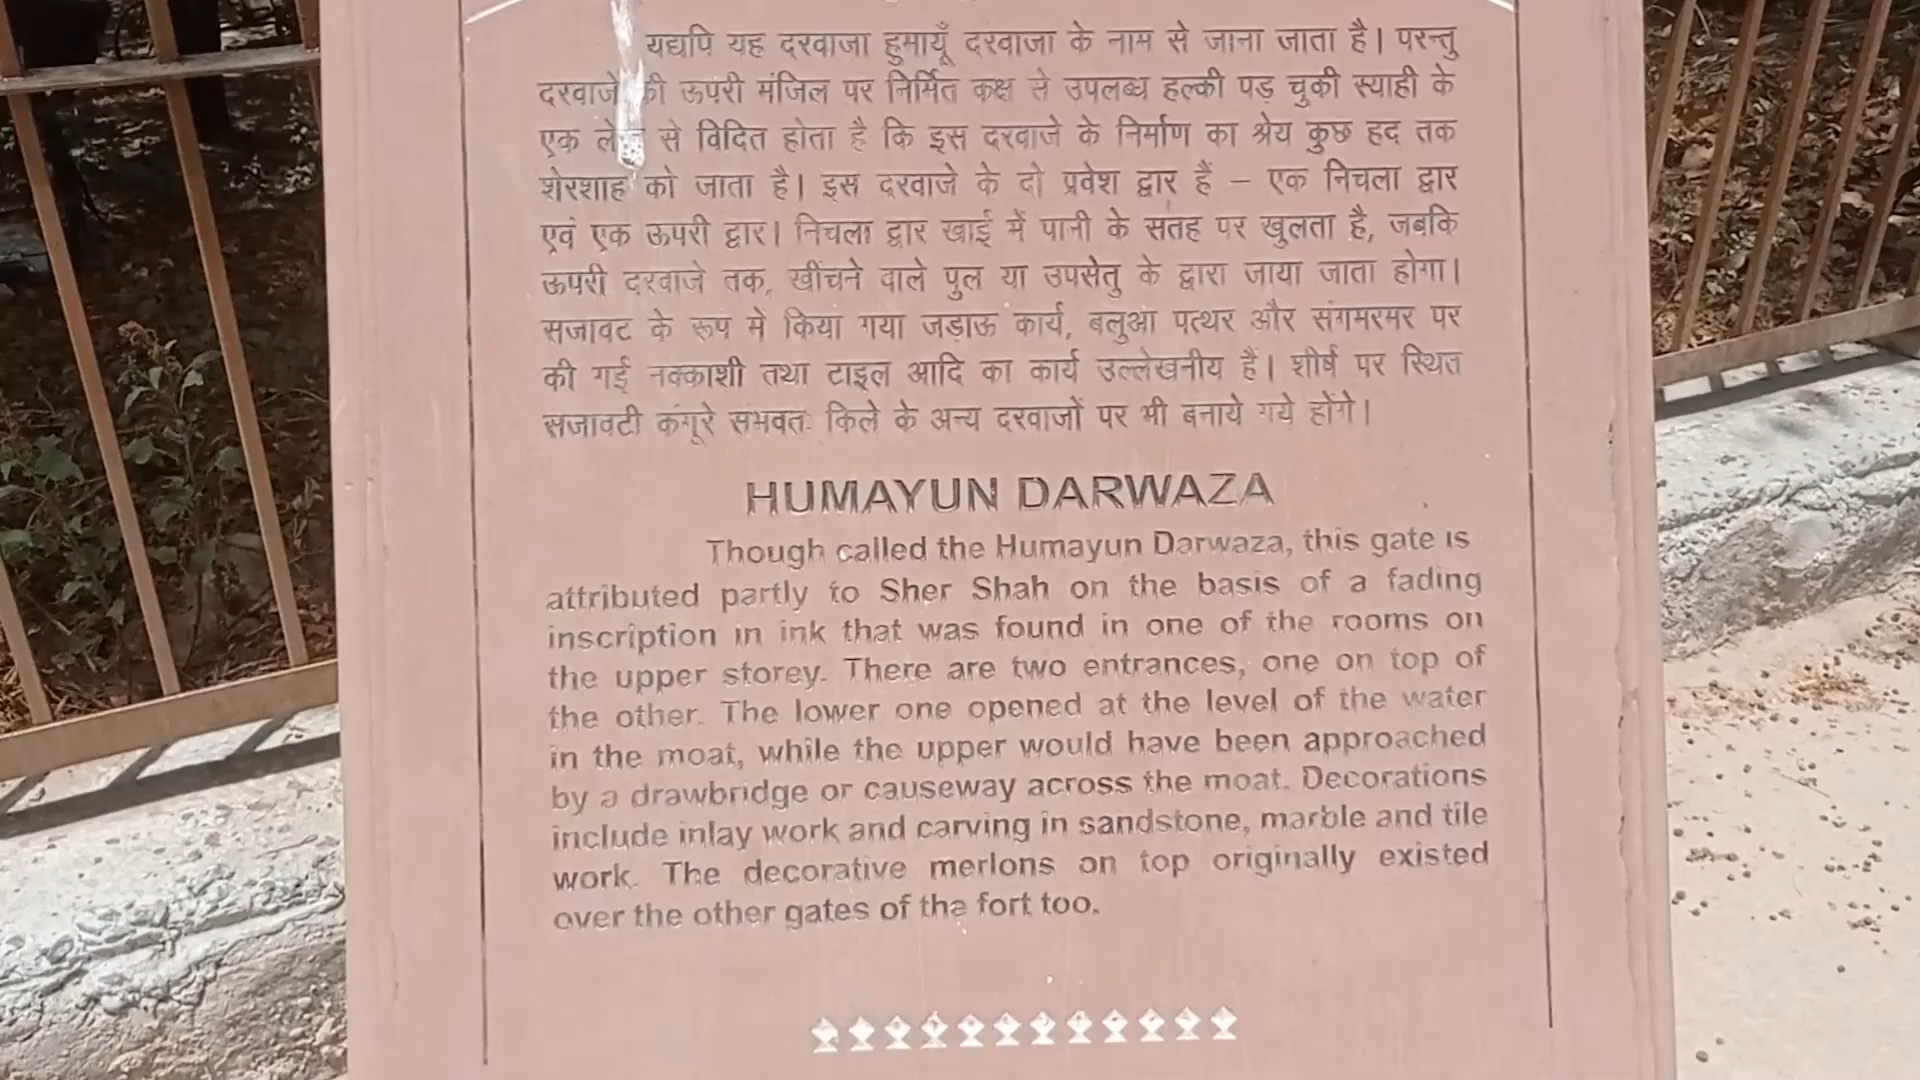 यद्यपि यह दरवाजा हुमायूँ दरवाजा के नाम से जाना जाता है। परन्तु
दरवाजे की ऊपरी मंजिल पर निर्मित कक्ष से उपलब्ध हल्की पड़ चुकी स्याही के
एक से विदित होता है कि इस दरवाजे के निर्माण का श्रेय कुछ हद तक
शेरशाह को जाता है। इस दरवाजे के दो प्रवेश द्वार हैं – एक निचला द्वार
एवं एक ऊपरी द्वार। निचला द्वार खाई में पानी के सतह पर खुलता है, जबकि
ऊपरी दरवाजे तक, खींचने वाले पुल या उपसेतु के द्वारा जाया जाता होगा।
सजावट के रूप में किया गया जड़ाऊ कार्य, बलुआ पत्थर और संगमरमर पर
की गई नक्काशी तथा टाइल आदि का कार्य उल्लेखनीय हैं। शीर्ष पर स्थित
सजावटी कंगूरे संभवतः किले के अन्य दरवाजों पर भी बनाये गये होंगे।
HUMAYUN DARWAZA
Though called the Humayun Darwaza, this gate is
attributed partly to Sher Shah on the basis of a fading
inscription in ink that was found in one of the rooms on
the upper storey. There are two entrances, one on top of
the other. The lower one opened at the level of the water
in the moat, while the upper would have been approached
by a drawbridge or causeway across the moat. Decorations
include inlay work and carving in sandstone, marble and tile
work. The decorative merlons on top originally existed
over the other gates of the fort too.